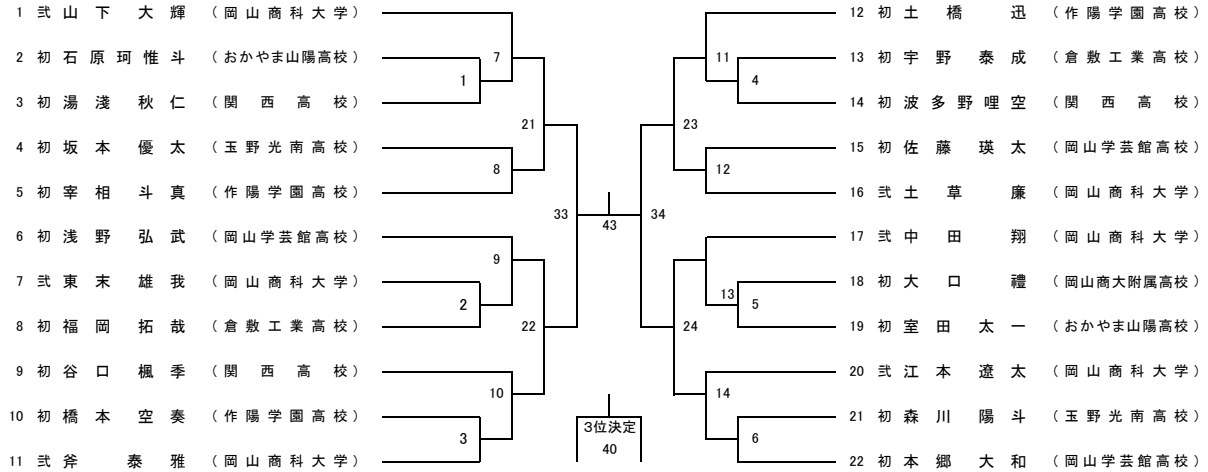 1 弐 山下大輝 (岡山商科大学)
2 初 石原珂惟斗 (おかやま山陽高校)
3 初 湯淺秋仁 (関西高校)
4 初 坂本優太 (玉野光南高校)
5 初 宰相斗真 (作陽学園高校)
6 初 浅野弘武 (岡山学芸館高校)
7 弐 東末雄我 (岡山商科大学)
8 初 福岡拓哉 (倉敷工業高校)
9 初 谷口楓季 (関西高校)
10 初 橋本空奏 (作陽学園高校)
11 弐 斧泰雅 (岡山商科大学)
7
1
21
8
33
9
2
22
10
3
43
3位決定
40
34
11
4
23
12
13
5
24
14
6
12 初 土橋迅 (作陽学園高校)
13 初 宇野泰成 (倉敷工業高校)
14 初 波多野哩空 (関西高校)
15 初 佐藤瑛太 (岡山学芸館高校)
16 弐 土草廉 (岡山商科大学)
17 弐 中田翔 (岡山商科大学)
18 初 大口禮 (岡山商大附属高校)
19 初 室田太一 (おかやま山陽高校)
20 弐 江本遼太 (岡山商科大学)
21 初 森川陽斗 (玉野光南高校)
22 初 本郷大和 (岡山学芸館高校)